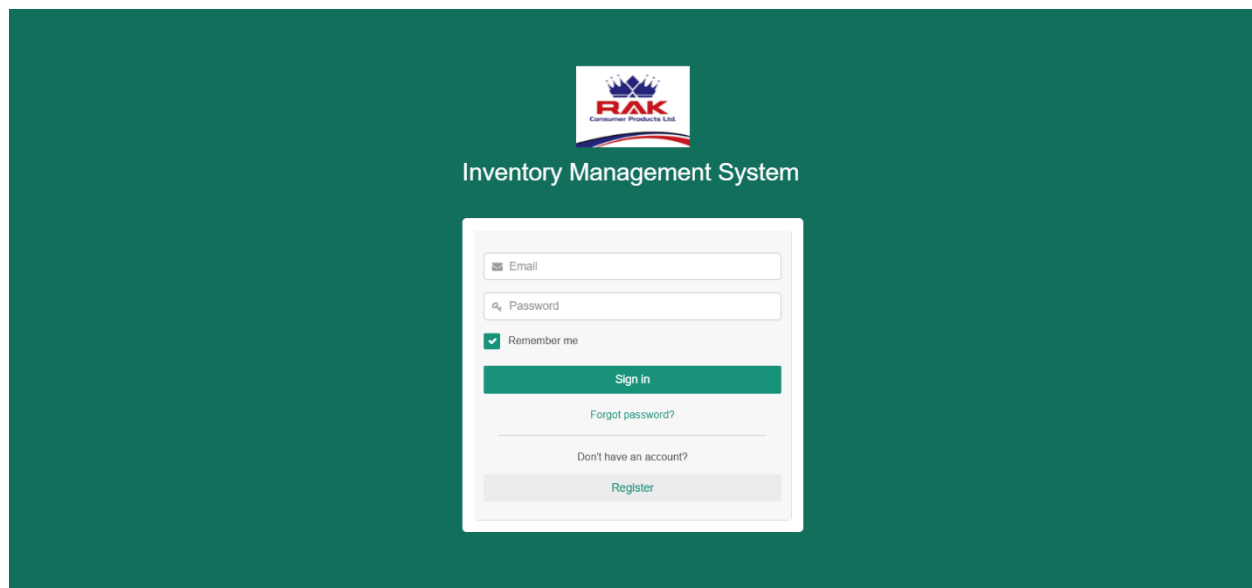 RAK
Consumer Products Ltd.
Inventory Management System
Email
Password
Remember me
Sign in
Forgot password?
Don't have an account?
Register